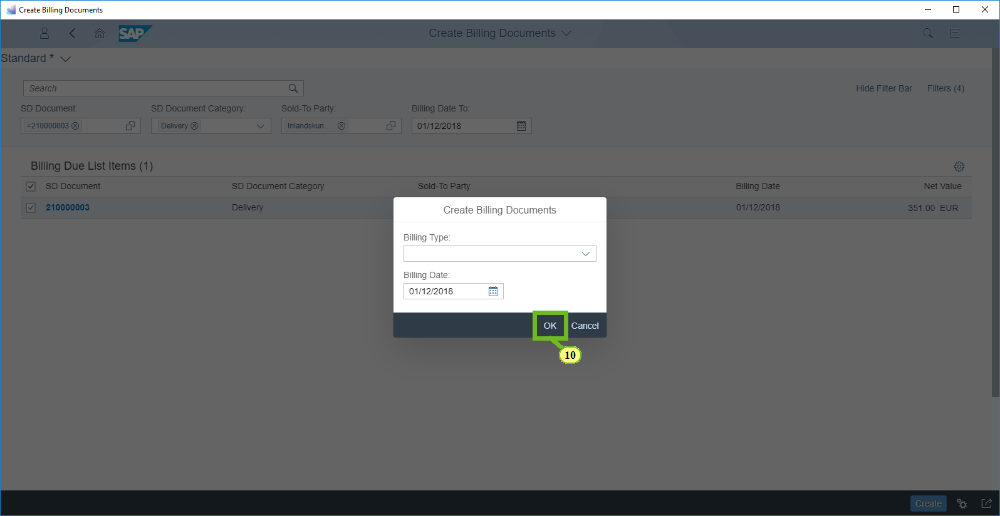 Create Billing Documents
SAP
Create Billing Documents
Standard *
Search
Hide Filter Bar
Filters (4)
SD Document:
SD Document Category:
Sold-To Party:
Billing Date To:
=210000003
Delivery
Inlandskun...
01/12/2018
Billing Due List Items (1)
SD Document
SD Document Category
Sold-To Party
Billing Date
Net Value
210000003
Delivery
01/12/2018
351.00 EUR
Create Billing Documents
Billing Type:
Billing Date:
01/12/2018
OK
Cancel
10
Create